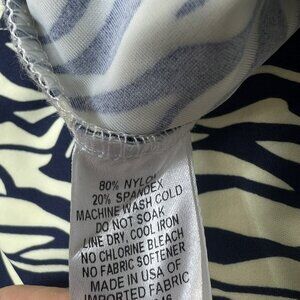 80% NYLON
20% SPANDEX
MACHINE WASH COLD
DO NOT SOAK
LINE DRY, COOL IRON
NO CHLORINE BLEACH
NO FABRIC SOFTENER
MADE IN USA OF
IMPORTED FABRIC